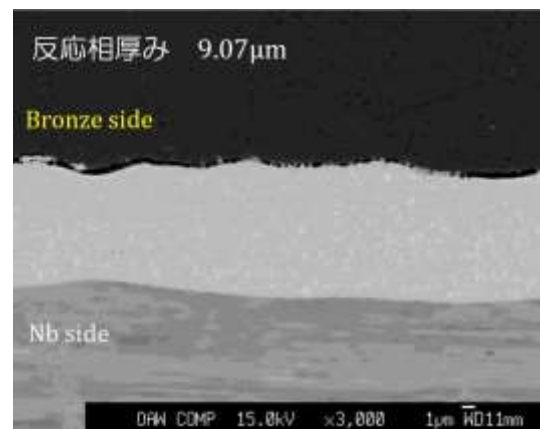 反応相厚み 9.07μm
Bronze side
Nb side
DAW COMP 15.0kV ×3,000 1μm WD11mm